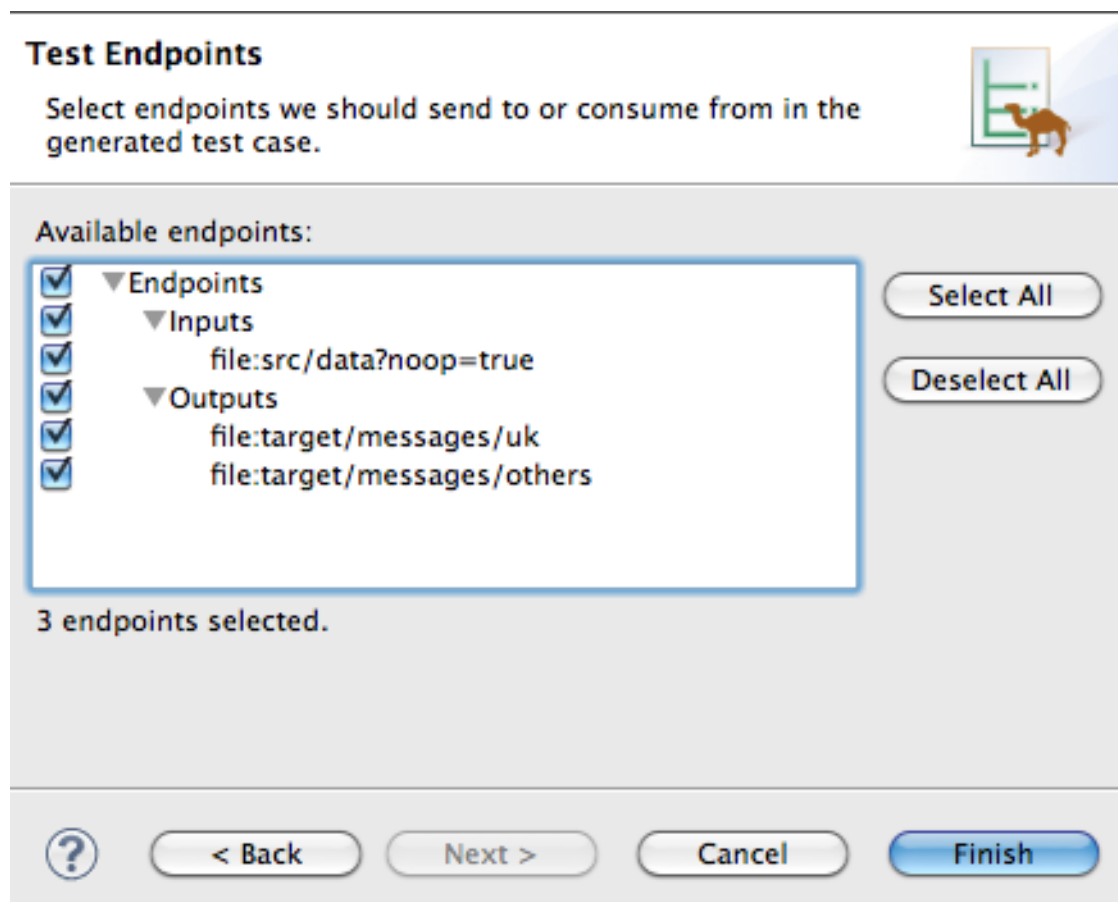 Test Endpoints
Select endpoints we should send to or consume from in the
generated test case.
Available endpoints:
Endpoints
Inputs
file:src/data?noop=true
Outputs
file:target/messages/uk
file:target/messages/others
Select All
Deselect All
3 endpoints selected.
?
< Back
Next >
Cancel
Finish